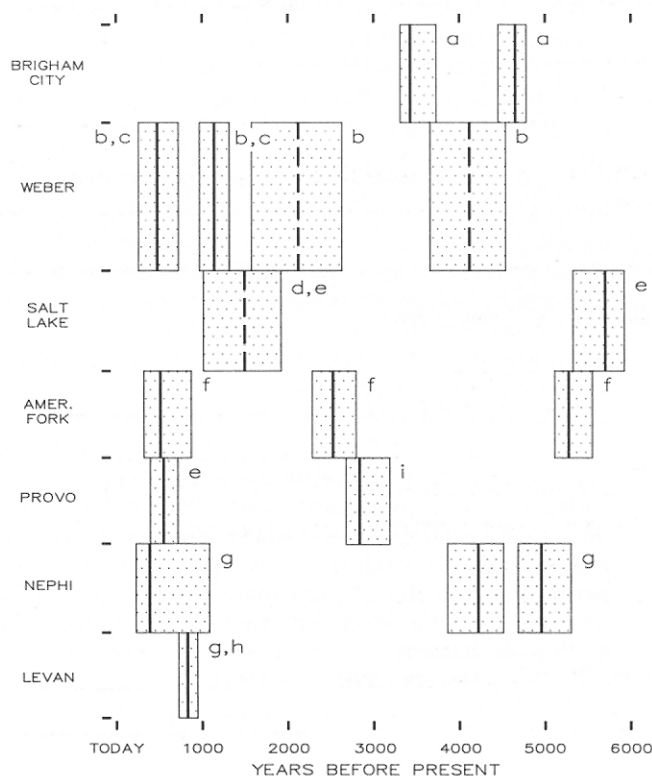 a
a
BRIGHAM
CITY
b,c
b,c
b
b
WEBER
d,e
e
SALT
LAKE
f
f
f
AMER.
FORK
e
i
PROVO
g
g
NEPHI
g,h
LEVAN
TODAY 1000 2000 3000 4000 5000 6000
YEARS BEFORE PRESENT